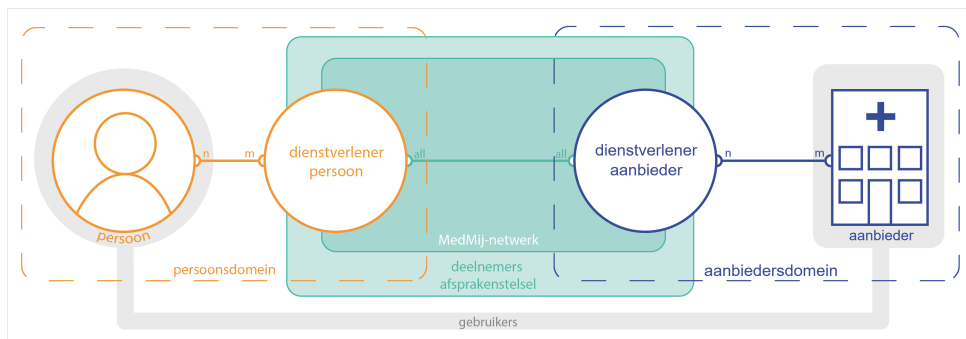 n
m
dienstverlener
persoon
all
all
dienstverlener
aanbieder
n
m
persoon
aanbieder
MedMij-netwerk
persoonsdomein
deelnemers
afsprakenstelsel
aanbiedersdomein
gebruikers